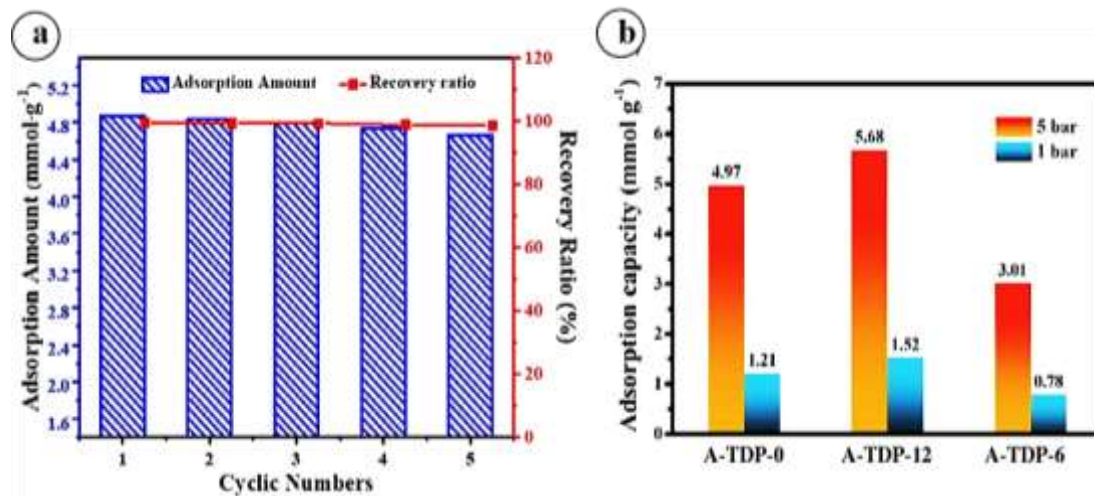 a
Adsorption Amount
Recovery ratio
Adsorption Amount (mmol·g⁻¹)
5.2
4.8
4.4
4.0
3.6
3.2
2.8
2.4
2.0
1.6
120
100
80
60
40
20
0
Recovery Ratio (%)
1 2 3 4 5
Cyclic Numbers
b
5 bar
1 bar
Adsorption capacity (mmol g⁻¹)
7
6
5
4
3
2
1
0
4.97
1.21
5.68
1.52
3.01
0.78
A-TDP-0 A-TDP-12 A-TDP-6